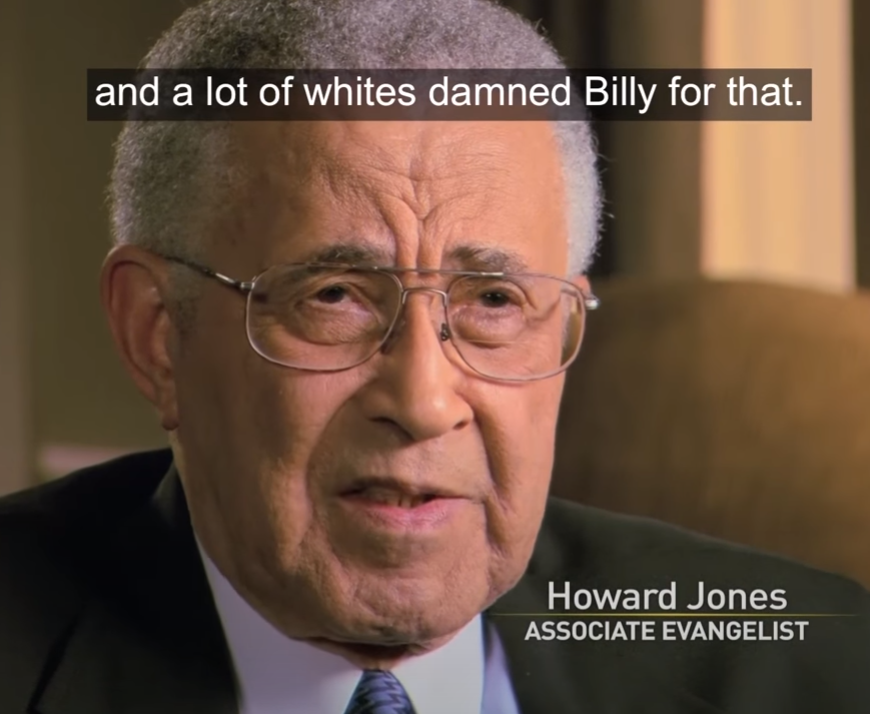 and a lot of whites damned Billy for that.
Howard Jones
ASSOCIATE EVANGELIST